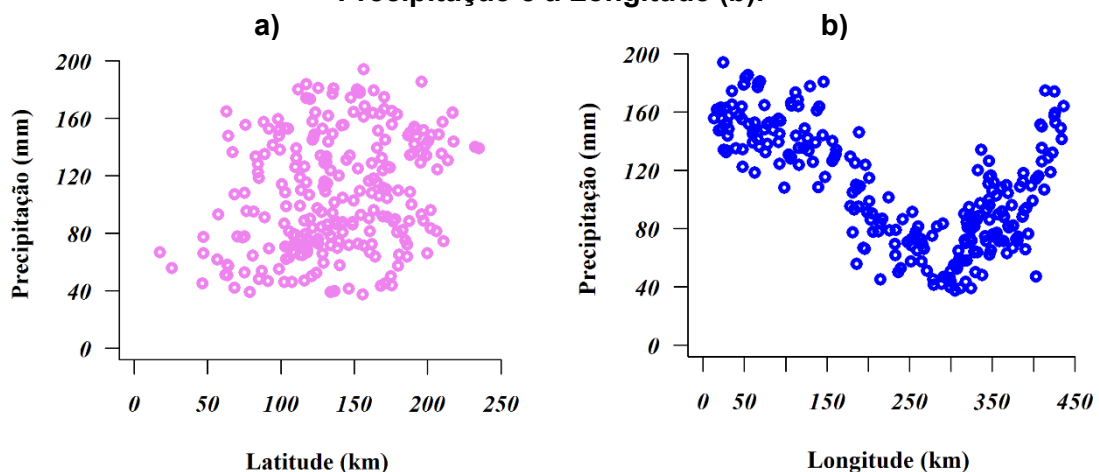 Precipitação e a Longitude (b).
a)
b)
200
160
120
80
40
0
Precipitação (mm)
0 50 100 150 200 250
Latitude (km)
200
160
120
80
40
0
Precipitação (mm)
0 50 150 250 350 450
Longitude (km)